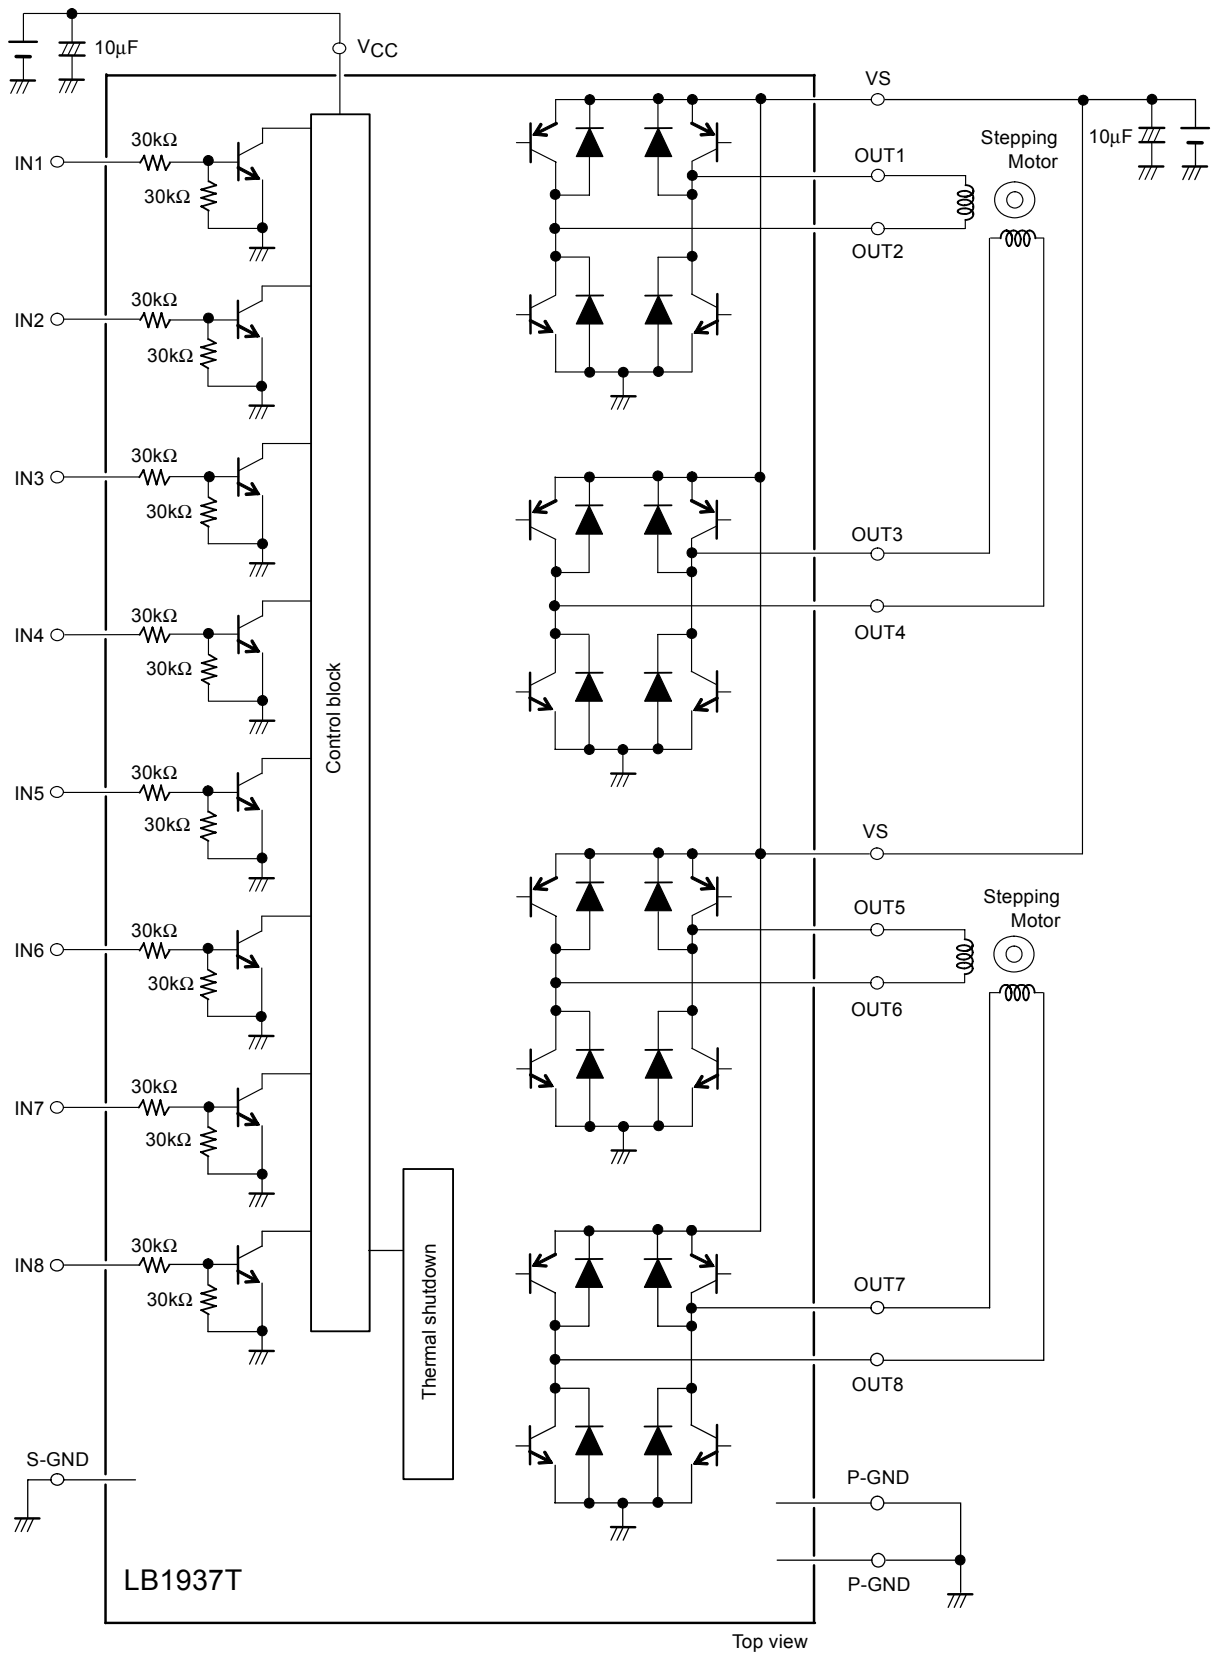 10μF
VCC
VS
IN1
30kΩ
30kΩ
OUT1
OUT2
Stepping
Motor
10μF
IN2
30kΩ
30kΩ
IN3
30kΩ
30kΩ
OUT3
OUT4
IN4
30kΩ
30kΩ
Control block
IN5
30kΩ
30kΩ
VS
OUT5
OUT6
Stepping
Motor
IN6
30kΩ
30kΩ
IN7
30kΩ
30kΩ
IN8
30kΩ
30kΩ
Thermal shutdown
OUT7
OUT8
S-GND
P-GND
P-GND
LB1937T
Top view